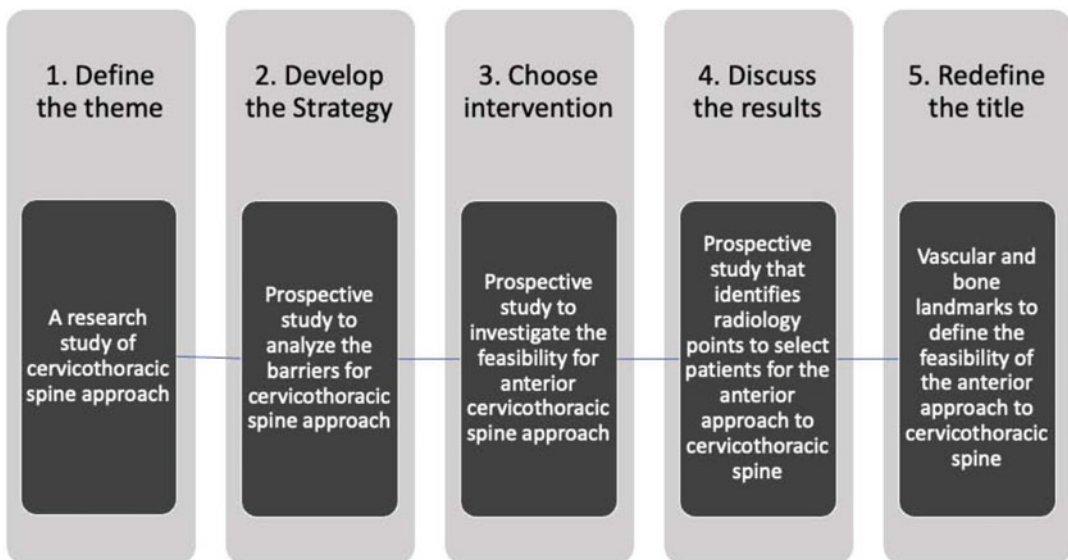 1. Define
the theme
A research
study of
cervicothoracic
spine approach
2. Develop
the Strategy
Prospective
study to
analyze the
barriers for
cervicothoracic
spine approach
3. Choose
intervention
Prospective
study to
investigate the
feasibility for
anterior
cervicothoracic
spine approach
4. Discuss
the results
Prospective
study that
identifies
radiology
points to select
patients for the
anterior
approach to
cervicothoracic
spine
5. Redefine
the title
Vascular and
bone
landmarks to
define the
feasibility of
the anterior
approach to
cervicothoracic
spine